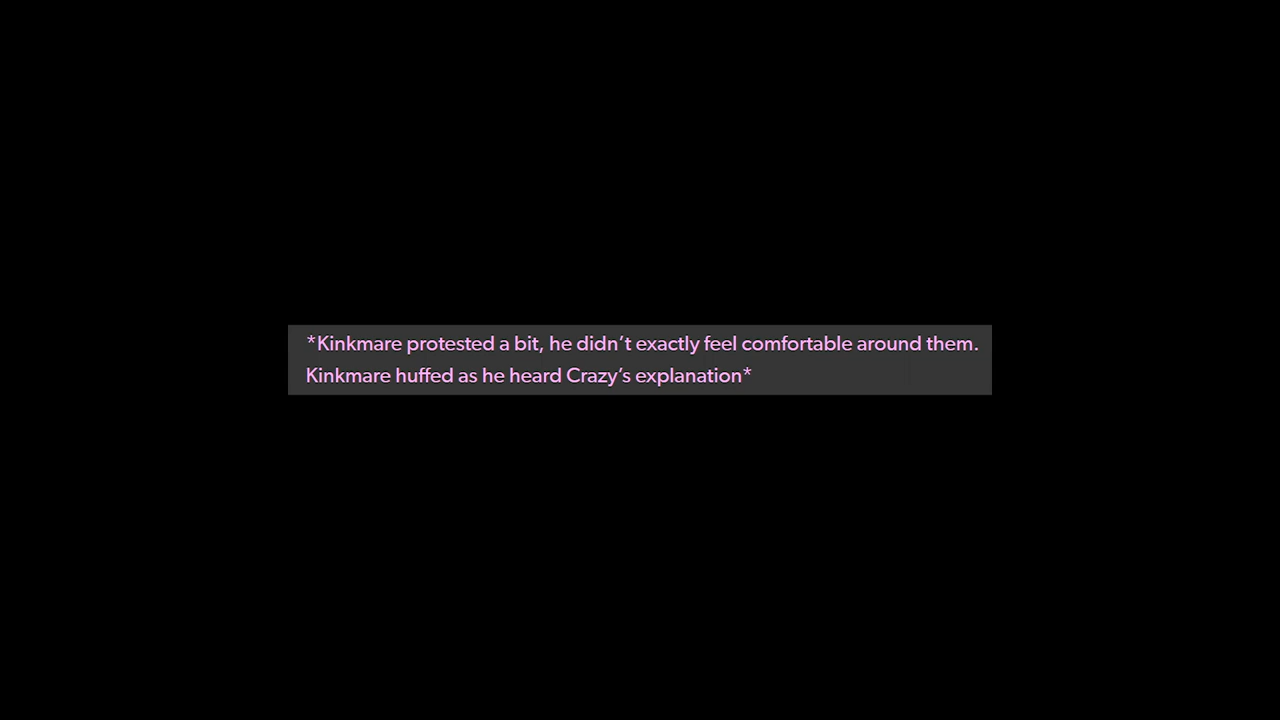 *Kinkmare protested a bit, he didn’t exactly feel comfortable around them.
Kinkmare huffed as he heard Crazy’s explanation*